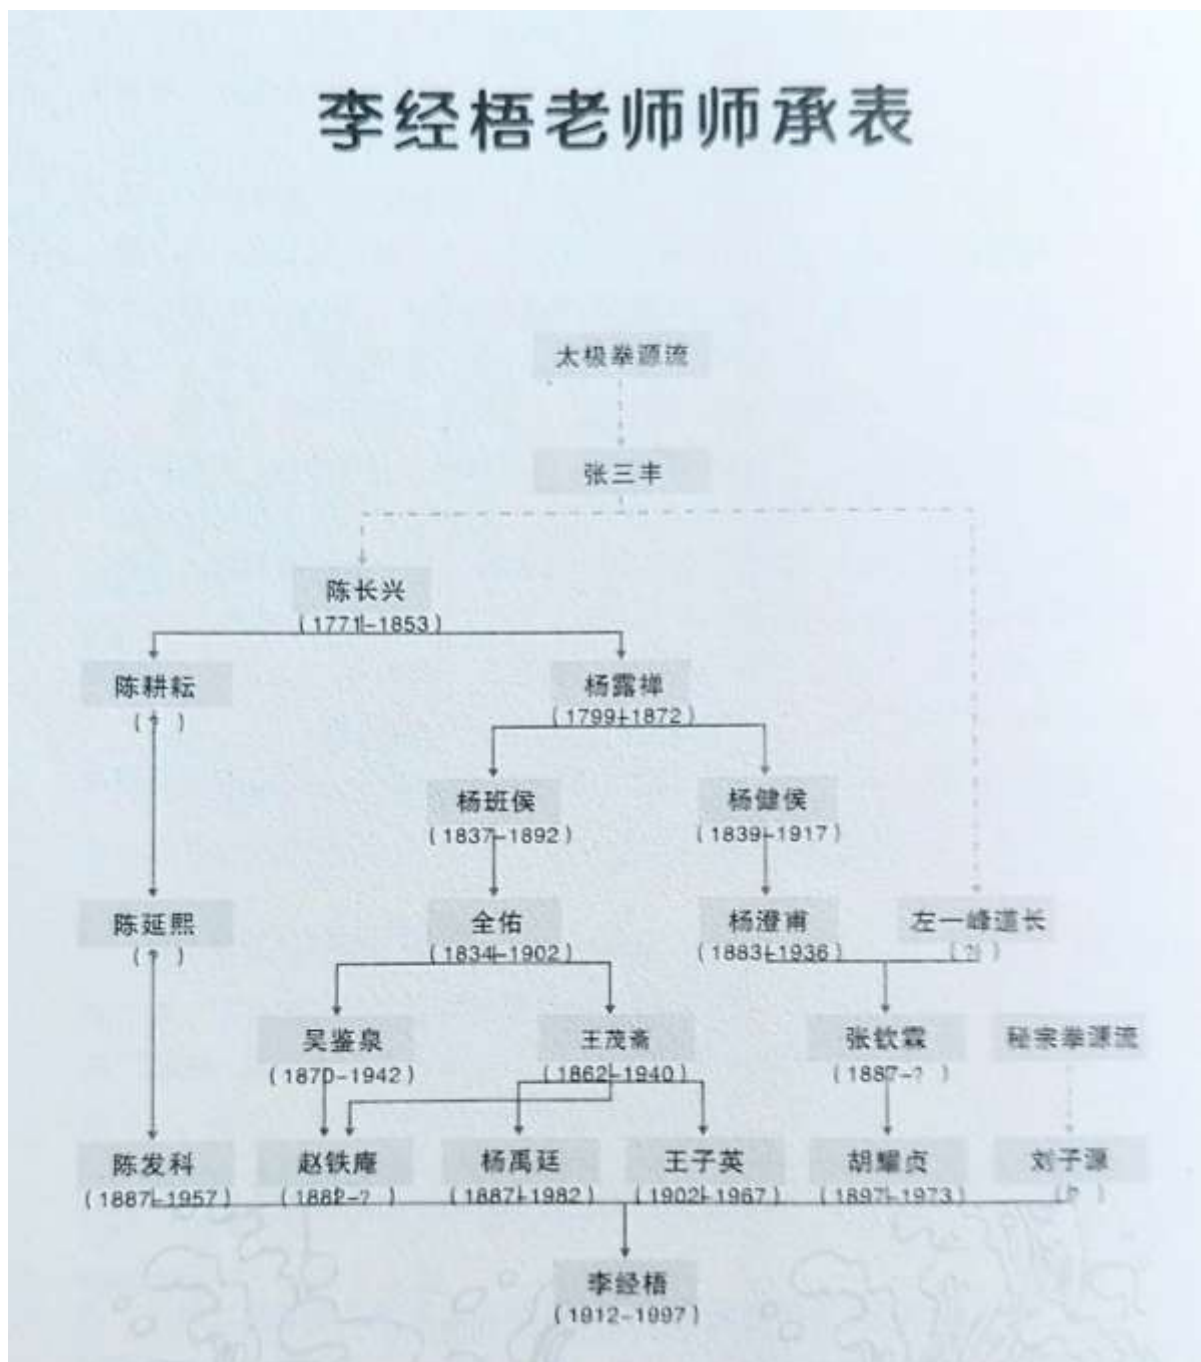 李经梧老师师承表
太极拳源流
张三丰
陈长兴
(1771-1853)
陈耕耘 杨露禅
(?) (1799-1872)
杨班侯 杨健侯
(1837-1892) (1839-1917)
陈延熙 全佑 杨澄甫 左一峰道长
(?) (1834-1902) (1883-1936) (?)
吴鉴泉 王茂斋 张钦霖 秘宗拳源流
(1870-1942) (1862-1940) (1887-?)
陈发科 赵铁庵 杨禹廷 王子英 胡耀贞 刘子源
(1887-1957) (1882-?) (1887-1982) (1902-1967) (1897-1973) (?)
李经梧
(1912-1997)